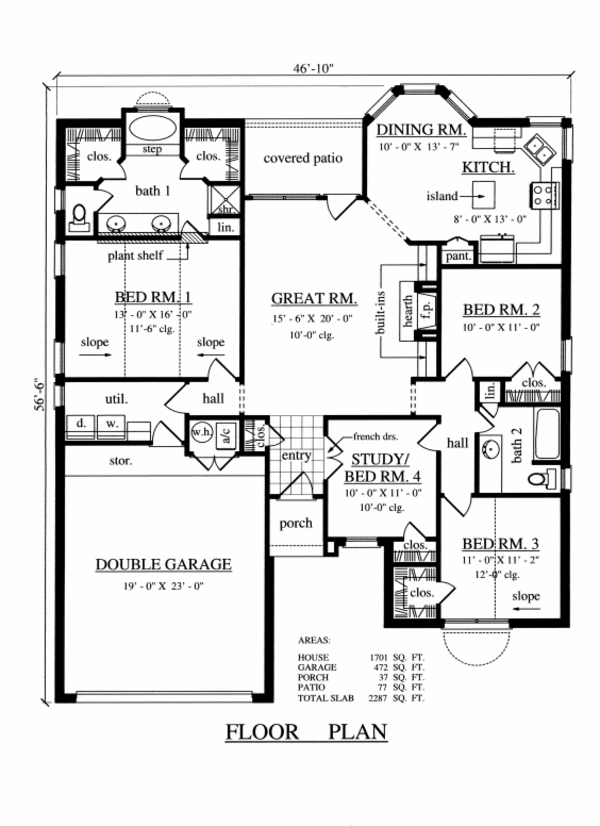 46'-10"
DINING RM.
10' - 0" X 13' - 7"
KITCH.
island
8' - 0" X 13' - 0"
pant.
covered patio
clos.
step
clos.
bath 1
shr.
lin.
plant shelf
BED RM. 1
13' - 0" X 16' - 0"
11'-6" clg.
slope
slope
GREAT RM.
15' - 6" X 20' - 0"
10'-0" clg.
built-ins
hearth
f.p.
BED RM. 2
10' - 0" X 11' - 0"
clos.
lin.
56'-6"
util.
hall
d.
w.
w.h.
a/c
clos.
entry
french drs.
STUDY/
BED RM. 4
10' - 0" X 11' - 0"
10'-0" clg.
clos.
hall
bath 2
stor.
porch
DOUBLE GARAGE
19' - 0" X 23' - 0"
BED RM. 3
11' - 0" X 11' - 2"
12'-0" clg.
slope
clos.
AREAS:
HOUSE 1701 SQ. FT.
GARAGE 472 SQ. FT.
PORCH 37 SQ. FT.
PATIO 77 SQ. FT.
TOTAL SLAB 2287 SQ. FT.
FLOOR PLAN